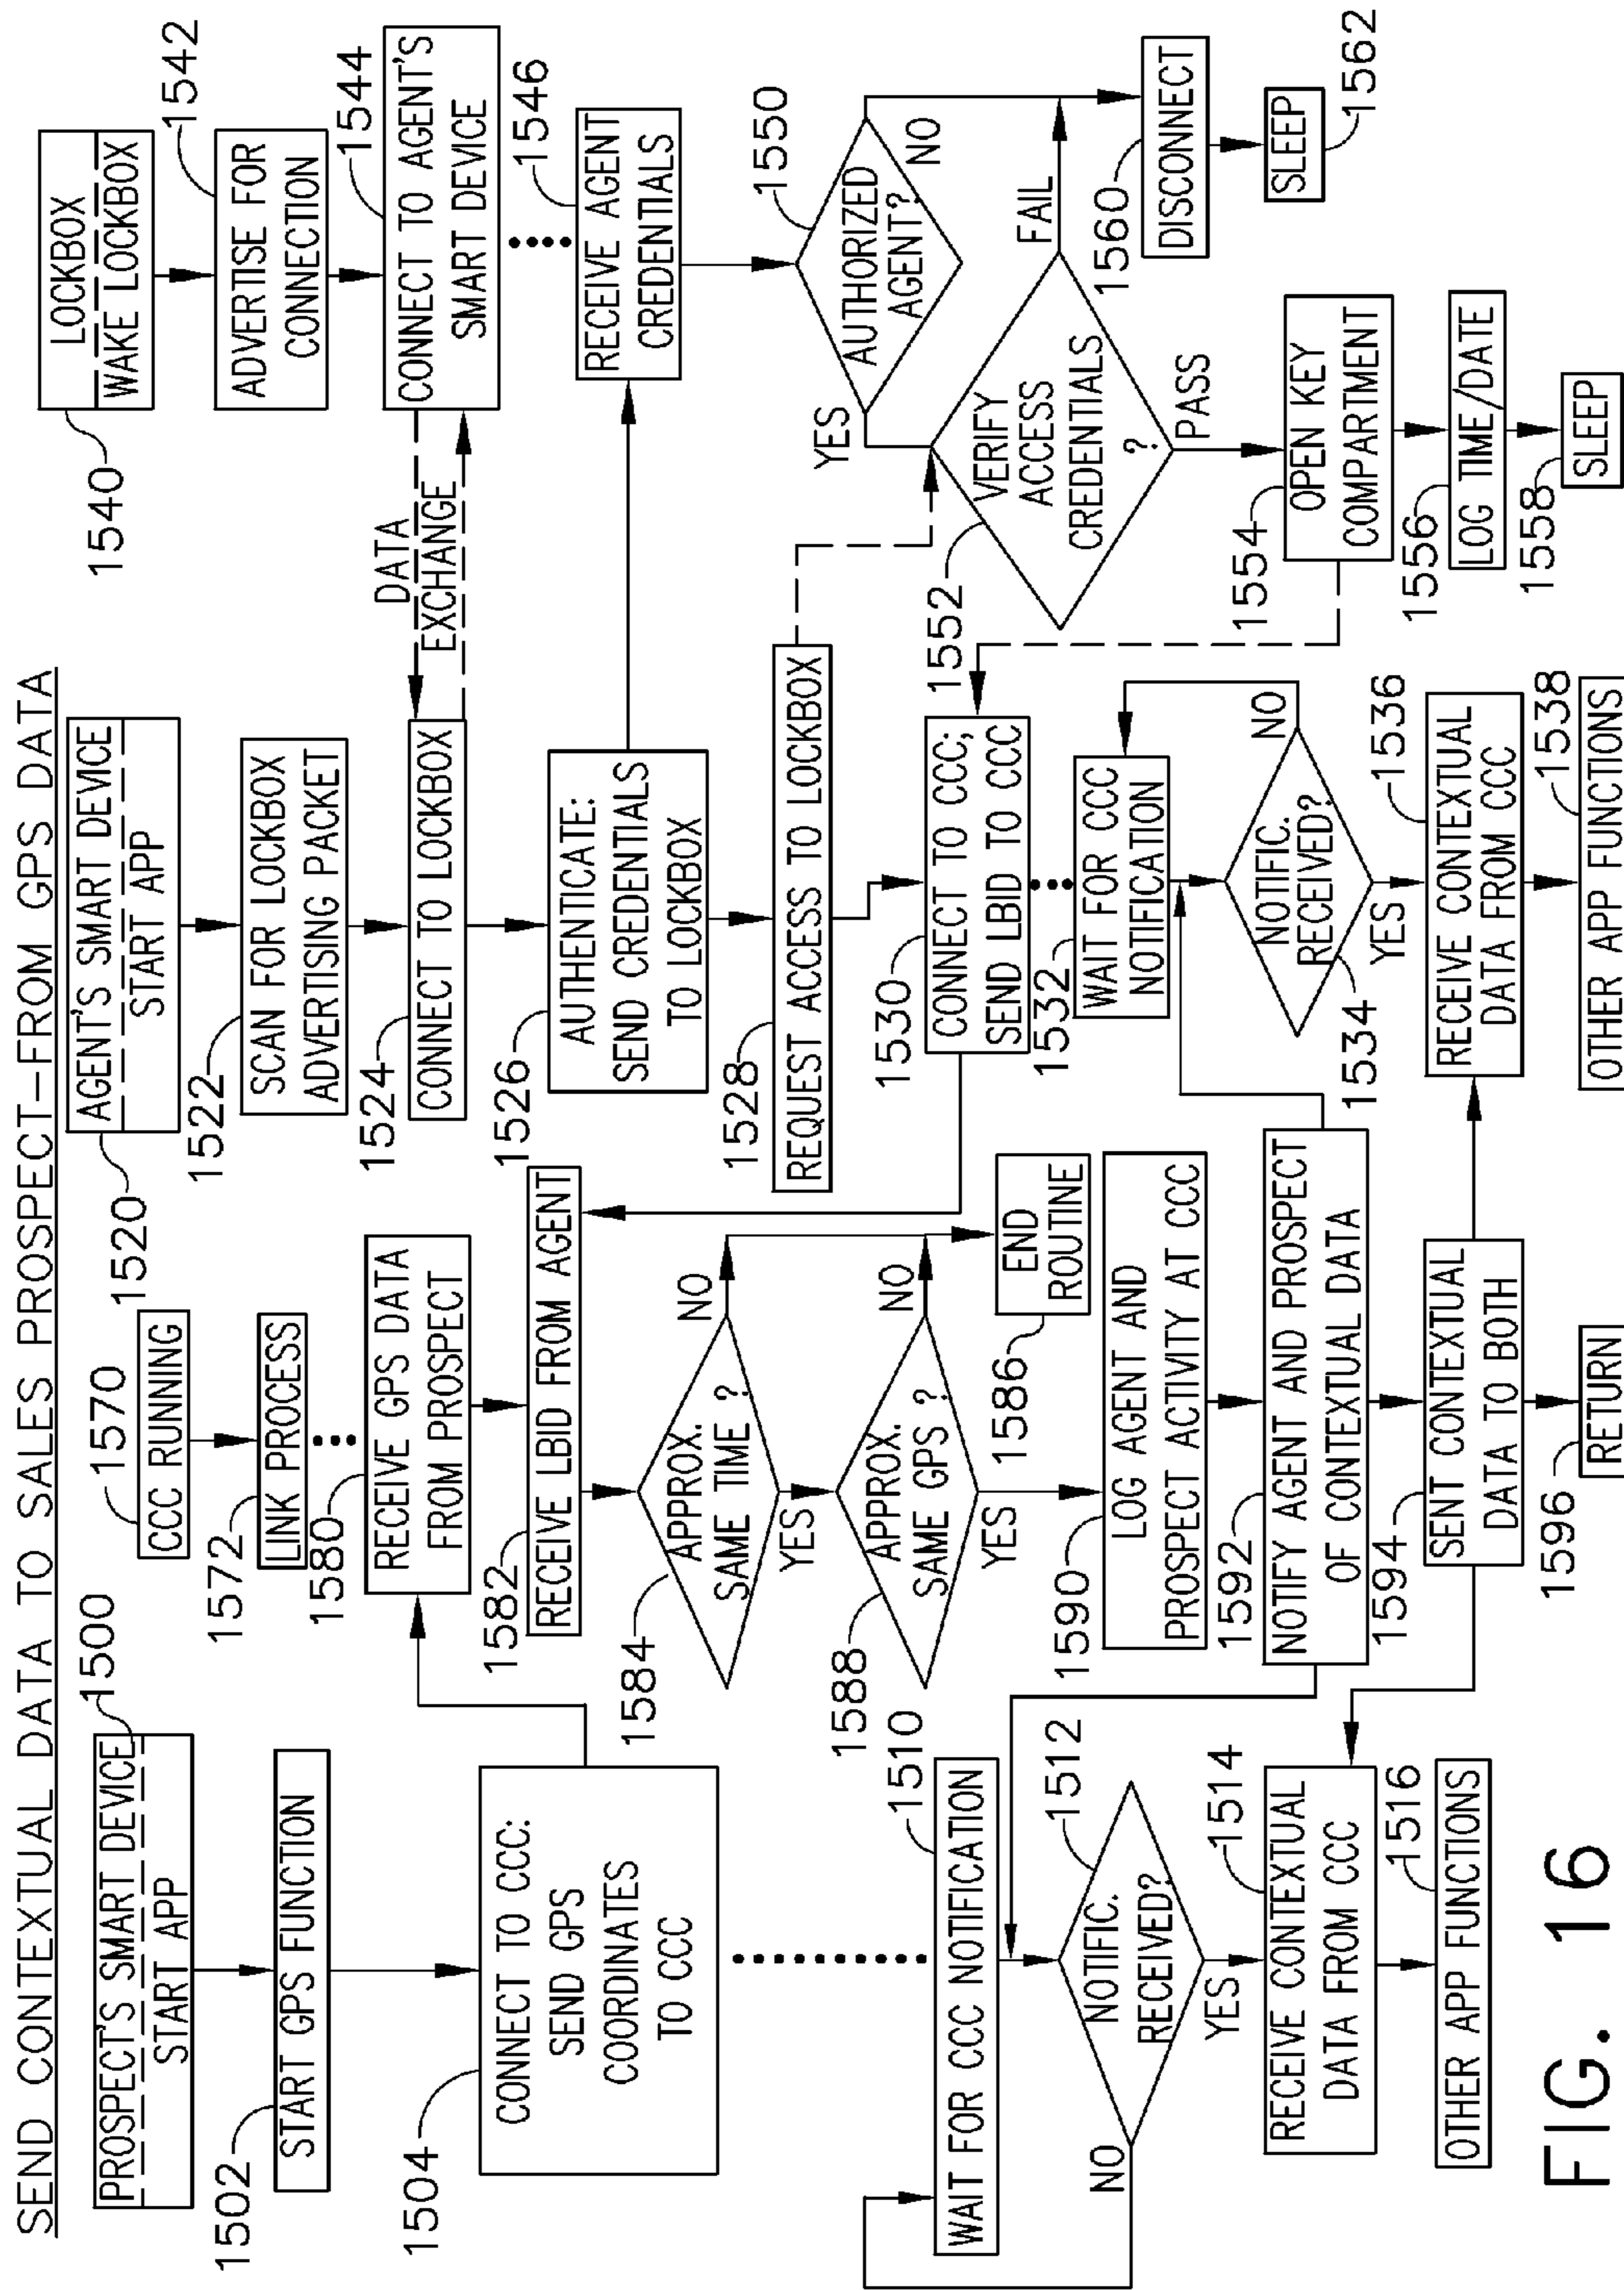 SEND CONTEXTUAL DATA TO SALES PROSPECT-FROM GPS DATA
1500
PROSPECT'S SMART DEVICE
START APP
1502
START GPS FUNCTION
1504
CONNECT TO CCC:
SEND GPS
COORDINATES
TO CCC
1510
WAIT FOR CCC NOTIFICATION
1512
NOTIFIC.
RECEIVED?
NO
YES
1514
RECEIVE CONTEXTUAL
DATA FROM CCC
1516
OTHER APP FUNCTIONS
1570
CCC RUNNING
1572
LINK PROCESS
1580
RECEIVE GPS DATA
FROM PROSPECT
1582
RECEIVE LBID FROM AGENT
1584
APPROX.
SAME TIME ?
NO
YES
1588
APPROX.
SAME GPS ?
NO
YES
1586
END
ROUTINE
1590
LOG AGENT AND
PROSPECT ACTIVITY AT CCC
1592
NOTIFY AGENT AND PROSPECT
OF CONTEXTUAL DATA
1594
SENT CONTEXTUAL
DATA TO BOTH
1596
RETURN
1520
AGENT'S SMART DEVICE
START APP
1522
SCAN FOR LOCKBOX
ADVERTISING PACKET
1524
CONNECT TO LOCKBOX
DATA
EXCHANGE
1526
AUTHENTICATE:
SEND CREDENTIALS
TO LOCKBOX
1528
REQUEST ACCESS TO LOCKBOX
1530
CONNECT TO CCC;
SEND LBID TO CCC
1532
WAIT FOR CCC
NOTIFICATION
1534
NOTIFIC.
RECEIVED?
NO
YES
1536
RECEIVE CONTEXTUAL
DATA FROM CCC
1538
OTHER APP FUNCTIONS
1540
LOCKBOX
WAKE LOCKBOX
1542
ADVERTISE FOR
CONNECTION
1544
CONNECT TO AGENT'S
SMART DEVICE
1546
RECEIVE AGENT
CREDENTIALS
1550
AUTHORIZED
AGENT?
YES
NO
1552
VERIFY
ACCESS
CREDENTIALS
?
FAIL
PASS
1554
OPEN KEY
COMPARTMENT
1556
LOG TIME/DATE
1558
SLEEP
1560
DISCONNECT
1562
SLEEP
FIG. 16